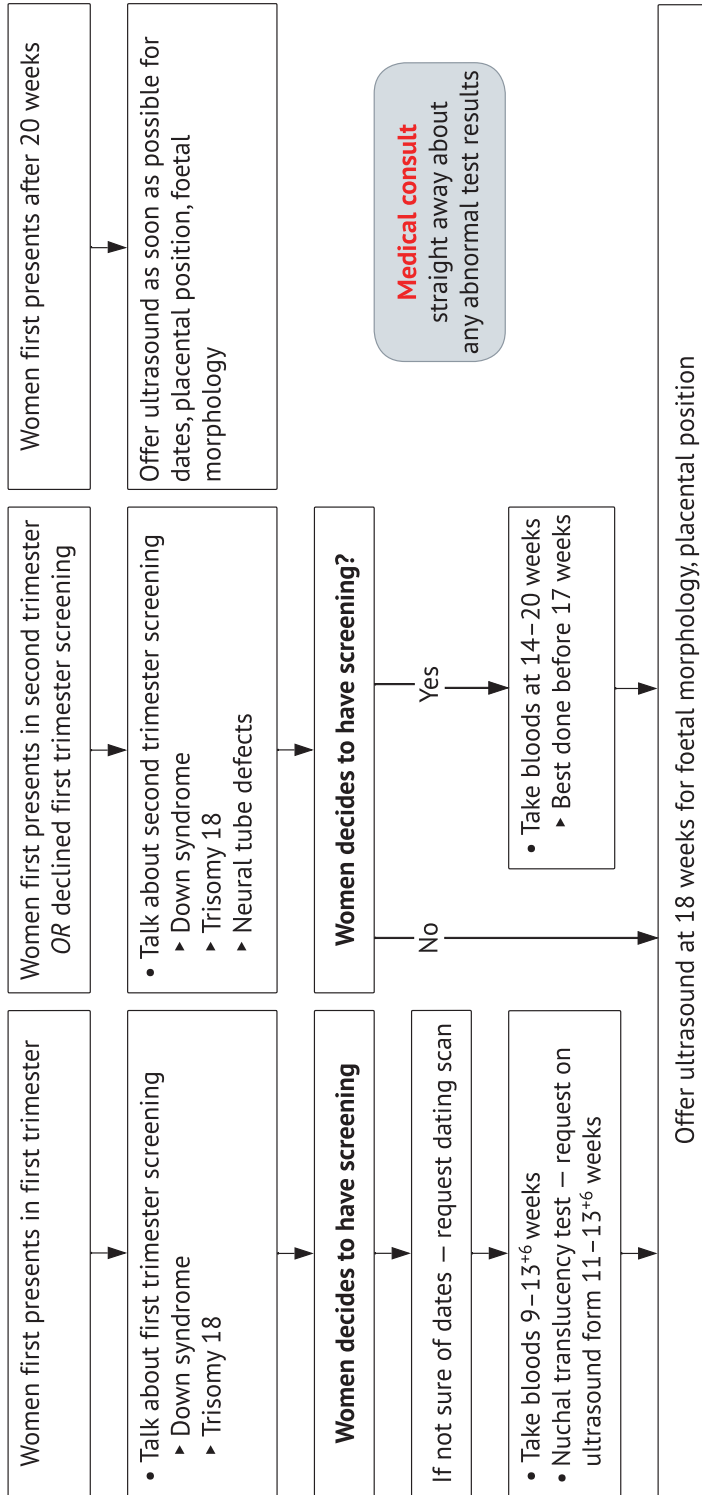 Women first presents in first trimester
• Talk about first trimester screening
▸ Down syndrome
▸ Trisomy 18
Women decides to have screening
If not sure of dates — request dating scan
• Take bloods 9–13+6 weeks
• Nuchal translucency test — request on
ultrasound form 11–13+6 weeks
Women first presents in second trimester
OR declined first trimester screening
• Talk about second trimester screening
▸ Down syndrome
▸ Trisomy 18
▸ Neural tube defects
Women decides to have screening?
No
Yes
• Take bloods at 14–20 weeks
▸ Best done before 17 weeks
Women first presents after 20 weeks
Offer ultrasound as soon as possible for
dates, placental position, foetal
morphology
Medical consult
straight away about
any abnormal test results
Offer ultrasound at 18 weeks for foetal morphology, placental position